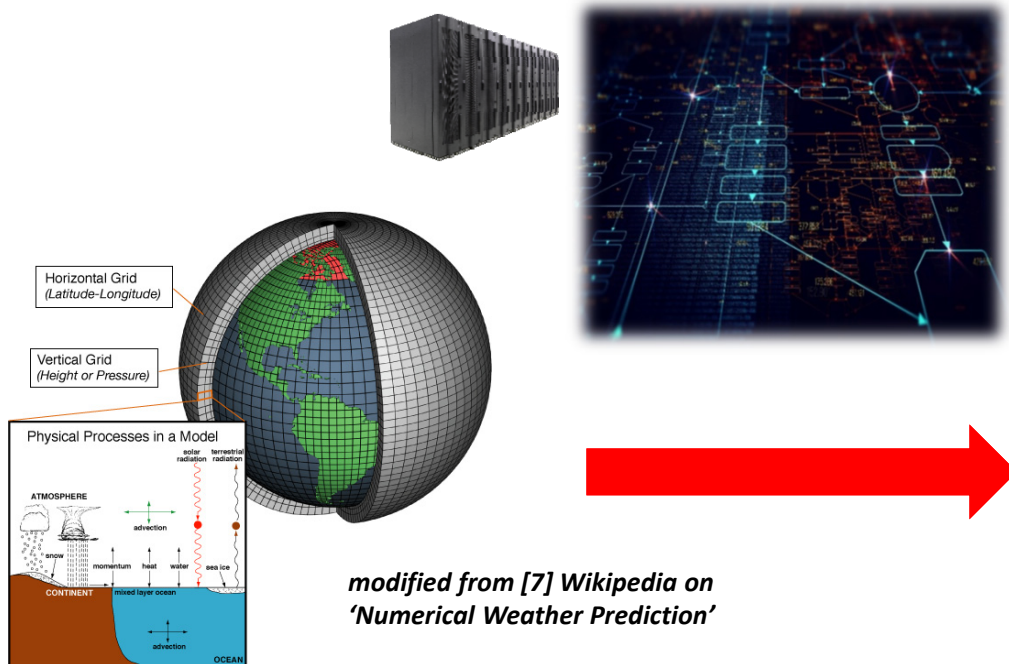 Horizontal Grid
(Latitude-Longitude)
Vertical Grid
(Height or Pressure)
Physical Processes in a Model
solar
radiation
terrestrial
radiation
ATMOSPHERE
advection
snow
momentum
heat
water
sea ice
CONTINENT
mixed layer ocean
advection
OCEAN
modified from [7] Wikipedia on
‘Numerical Weather Prediction’